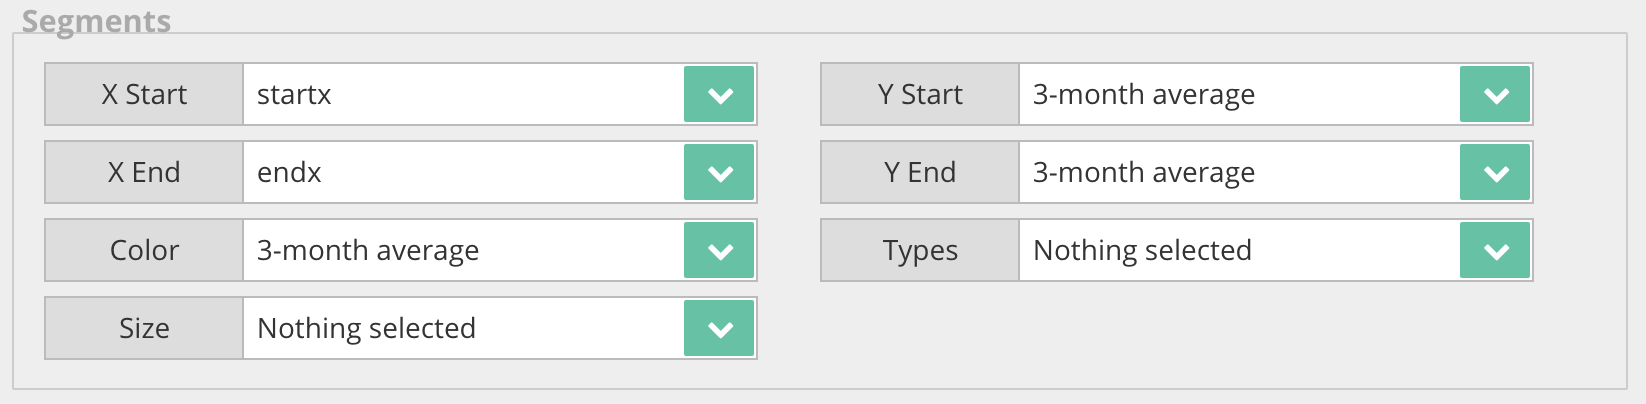 Segments
X Start startx Y Start 3-month average
X End endx Y End 3-month average
Color 3-month average Types Nothing selected
Size Nothing selected